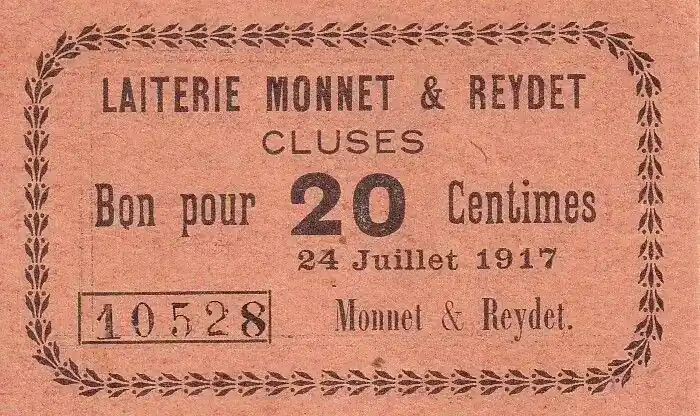 LAITERIE MONNET & REYDET
CLUSES
Bon pour 20 Centimes
24 Juillet 1917
10528 Monnet & Reydet.